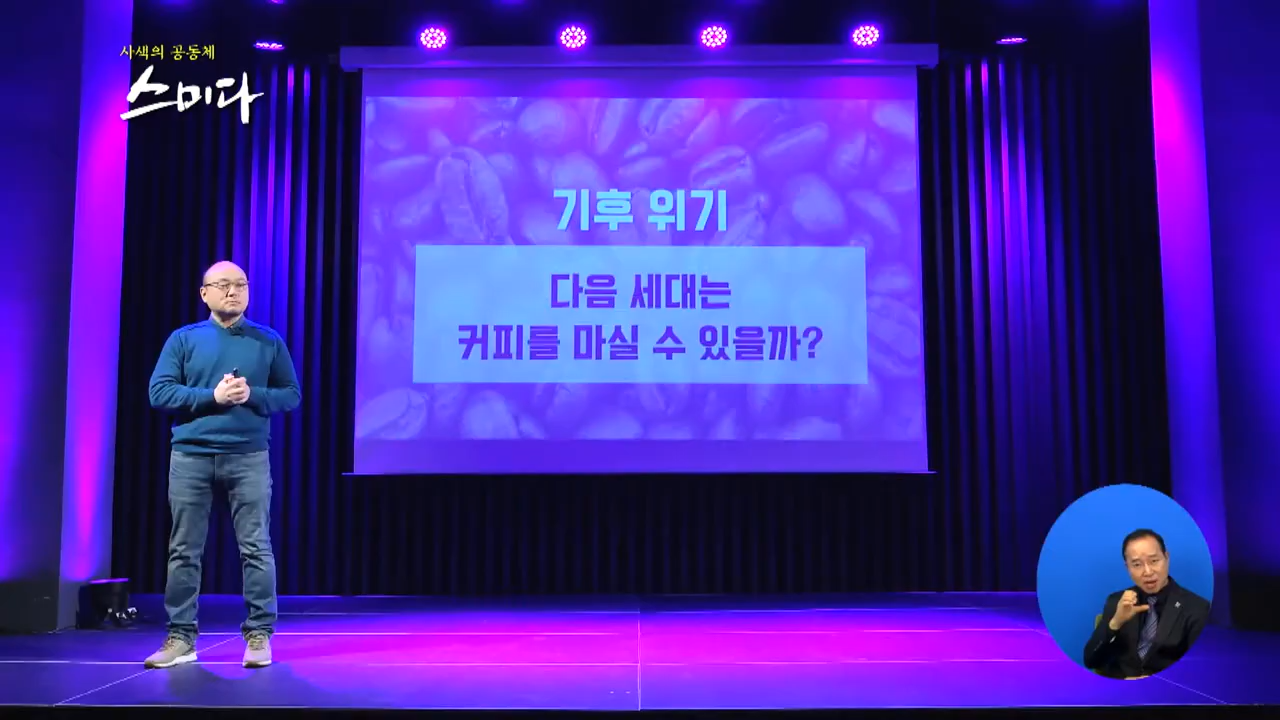 사색의 공동체
스미다
기후 위기
다음 세대는
커피를 마실 수 있을까?